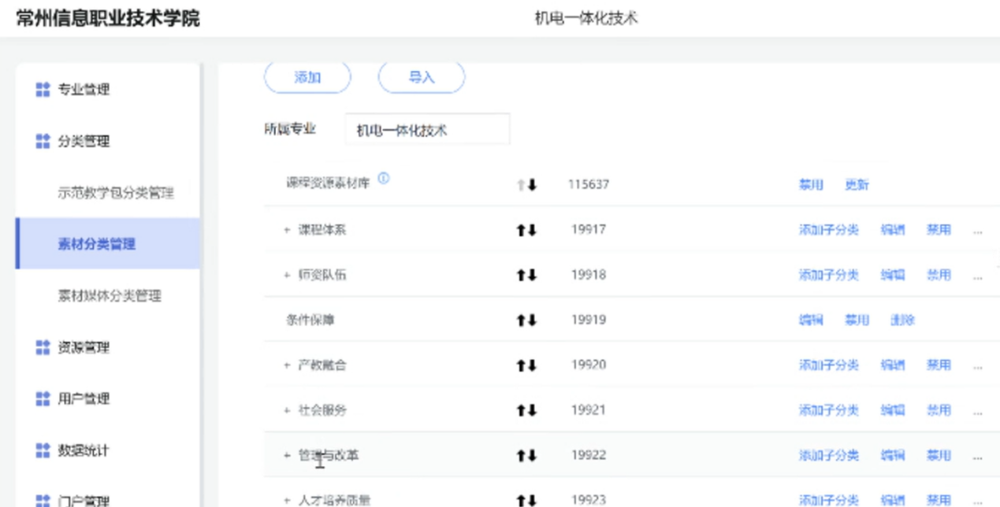 常州信息职业技术学院 机电一体化技术
专业管理
分类管理
示范教学包分类管理
素材分类管理
素材媒体分类管理
资源管理
用户管理
数据统计
门户管理
添加 导入
所属专业 机电一体化技术
课程资源素材库 115637 禁用 更新
+ 课程体系 19917 添加子分类 编辑 禁用 ...
+ 师资队伍 19918 添加子分类 编辑 禁用 ...
条件保障 19919 编辑 禁用 删除
+ 产教融合 19920 添加子分类 编辑 禁用 ...
+ 社会服务 19921 添加子分类 编辑 禁用 ...
+ 管理与改革 19922 添加子分类 编辑 禁用 ...
+ 人才培养质量 19923 添加子分类 编辑 禁用 ...